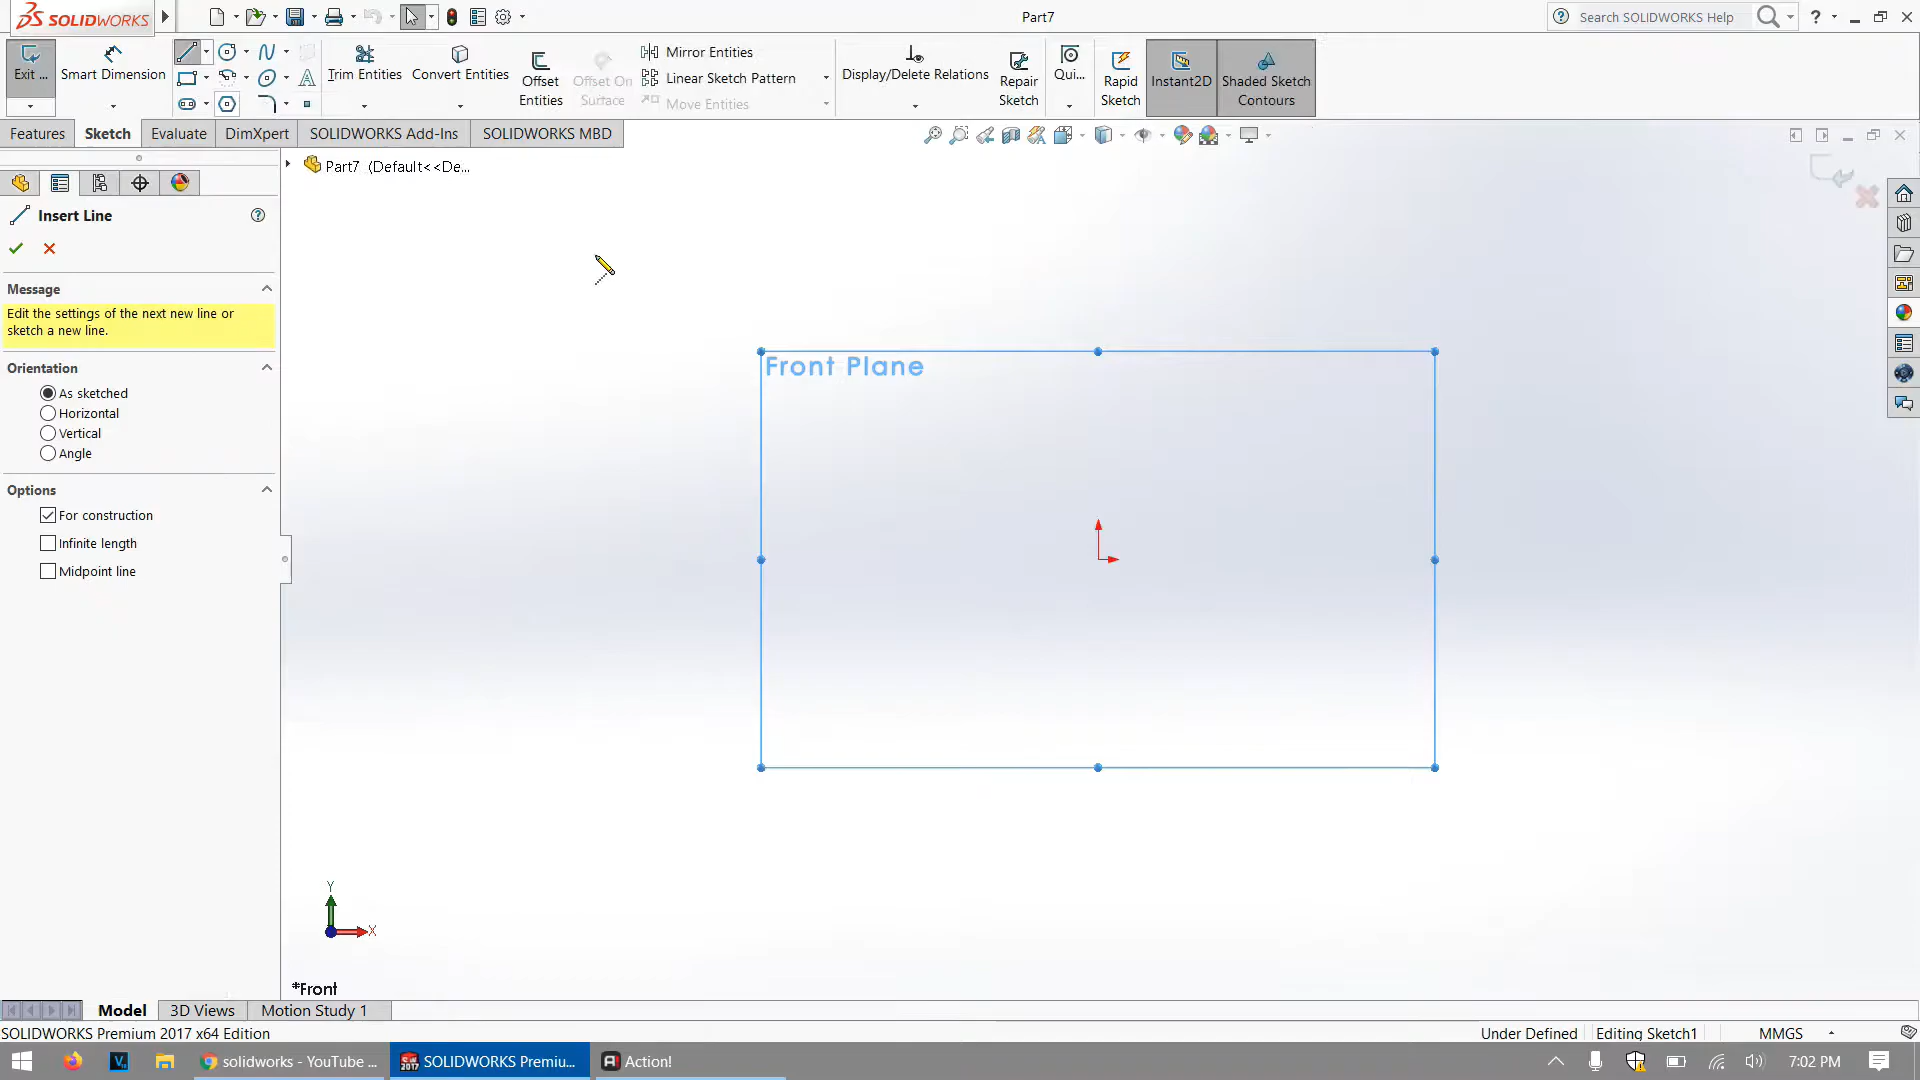 SOLIDWORKS
Part7
Search SOLIDWORKS Help
?
Exit ...
Smart Dimension
Trim Entities
Convert Entities
Offset
Entities
Offset On
Surface
Mirror Entities
Linear Sketch Pattern
Move Entities
Display/Delete Relations
Repair
Sketch
Qui...
Rapid
Sketch
Instant2D
Shaded Sketch
Contours
Features
Sketch
Evaluate
DimXpert
SOLIDWORKS Add-Ins
SOLIDWORKS MBD
Part7 (Default<<De...
Insert Line
?
Message
Edit the settings of the next new line or
sketch a new line.
Orientation
As sketched
Horizontal
Vertical
Angle
Options
For construction
Infinite length
Midpoint line
Front Plane
Y
X
*Front
Model
3D Views
Motion Study 1
SOLIDWORKS Premium 2017 x64 Edition
Under Defined
Editing Sketch1
MMGS
solidworks - YouTube ...
SOLIDWORKS Premiu...
Action!
7:02 PM